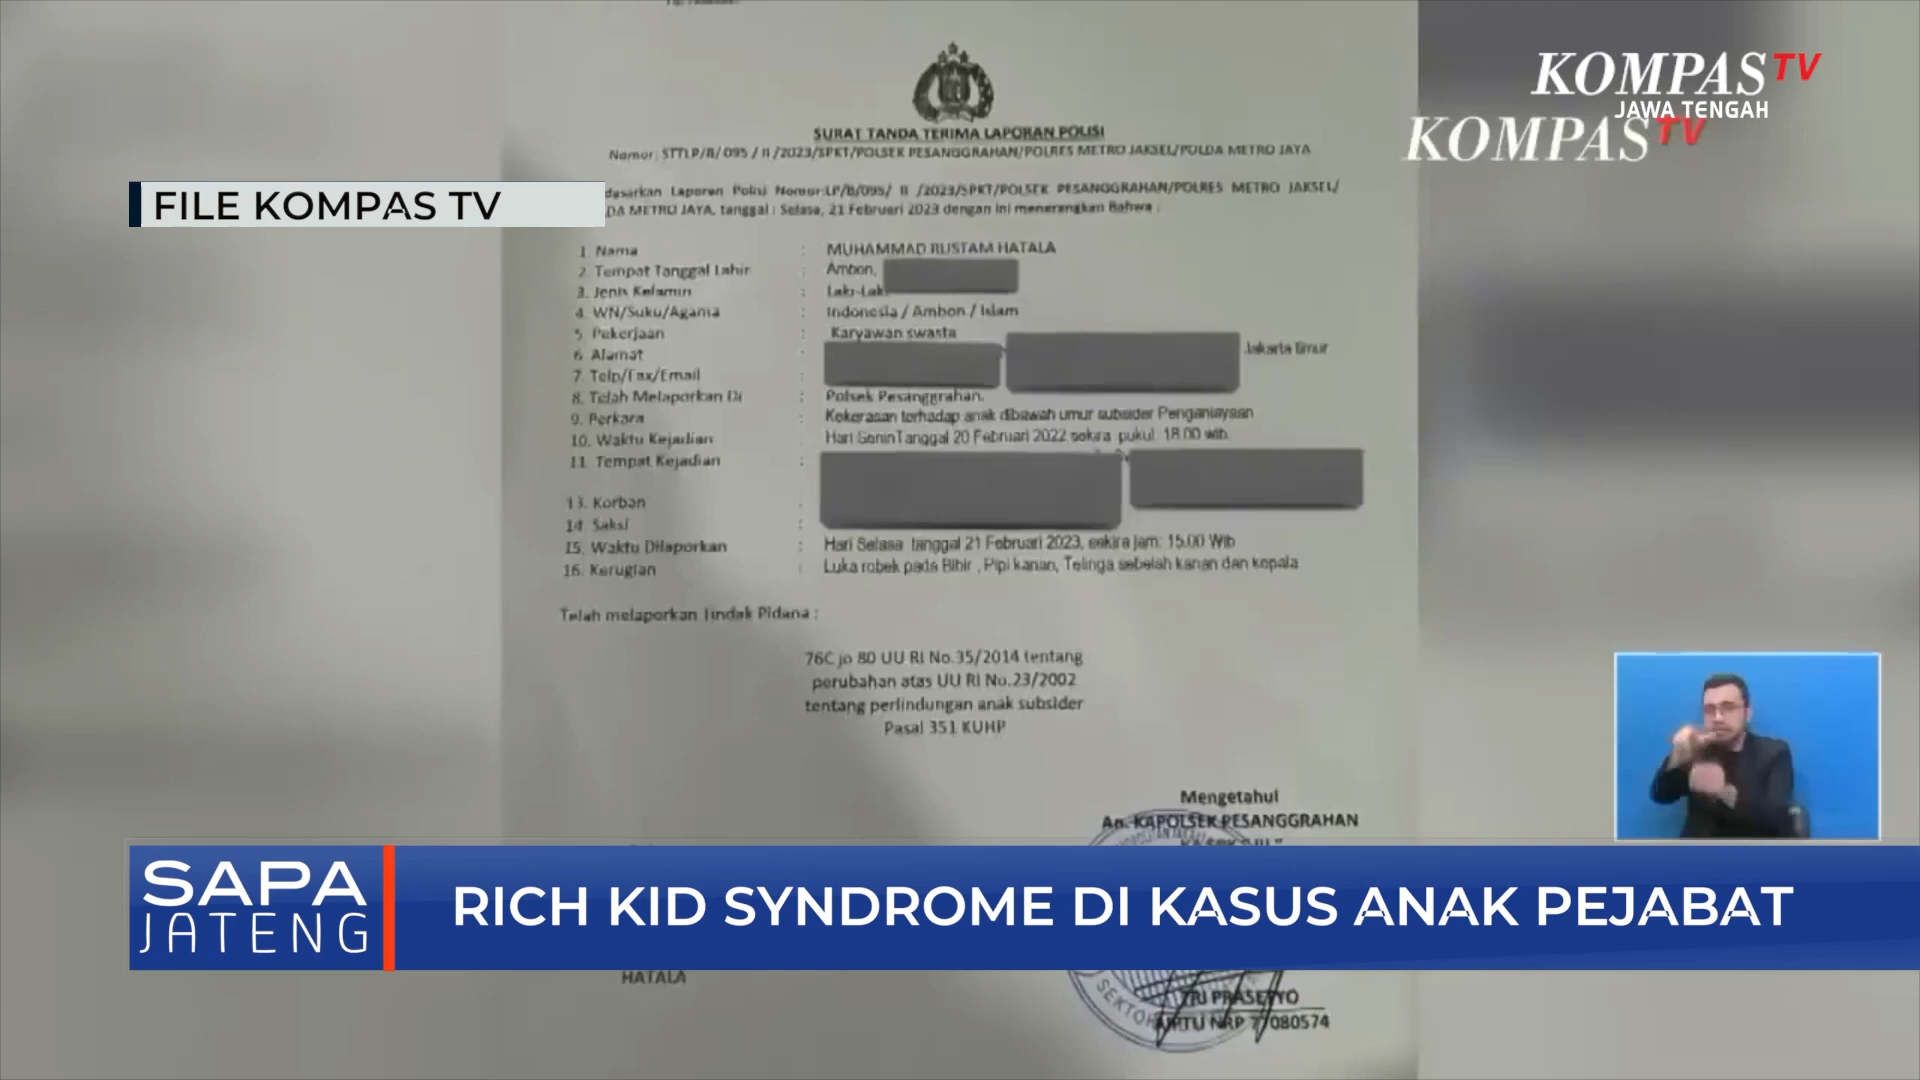 KOMPAS TV
JAWA TENGAH
KOMPAS TV
FILE KOMPAS TV
SURAT TANDA TERIMA LAPORAN POLISI
Nomor: STTLP/B/095 / II /2023/SPKT/POLSEK PESANGGRAHAN/POLRES METRO JAKSEL/POLDA METRO JAYA
dasarkan Laporan Polisi Nomor:LP/B/095/ II /2023/SPKT/POLSEK PESANGGRAHAN/POLRES METRO JAKSEL/
DA METRO JAYA, tanggal : Selasa, 21 Februari 2023 dengan ini menerangkan Bahwa :
1. Nama : MUHAMMAD RUSTAM HATALA
2. Tempat Tanggal Lahir : Ambon,
3. Jenis Kelamin : Laki-Lak
4. WN/Suku/Agama : Indonesia / Ambon / Islam
5. Pekerjaan : Karyawan swasta
6. Alamat : Jakarta timur
7. Telp/Fax/Email :
8. Telah Melaporkan Di : Polsek Pesanggrahan.
9. Perkara : Kekerasan terhadap anak dibawah umur subsider Penganiayaan
10. Waktu Kejadian : Hari SeninTanggal 20 Februari 2022 sekira pukul 18.00 wib.
11. Tempat Kejadian :
13. Korban :
14. Saksi :
15. Waktu Dilaporkan : Hari Selasa tanggal 21 Februari 2023, sekira jam: 15.00 Wib
16. Kerugian : Luka robek pada Bibir , Pipi kanan, Telinga sebelah kanan dan kepala
Telah melaporkan Tindak Pidana :
76C jo 80 UU RI No.35/2014 tentang
perubahan atas UU RI No.23/2002
tentang perlindungan anak subsider
Pasal 351 KUHP
Mengetahui
An. KAPOLSEK PESANGGRAHAN
SAPA
JATENG
RICH KID SYNDROME DI KASUS ANAK PEJABAT
HATALA
SEKTOR
TRI PRASETYO
AIPTU NRP 77080574